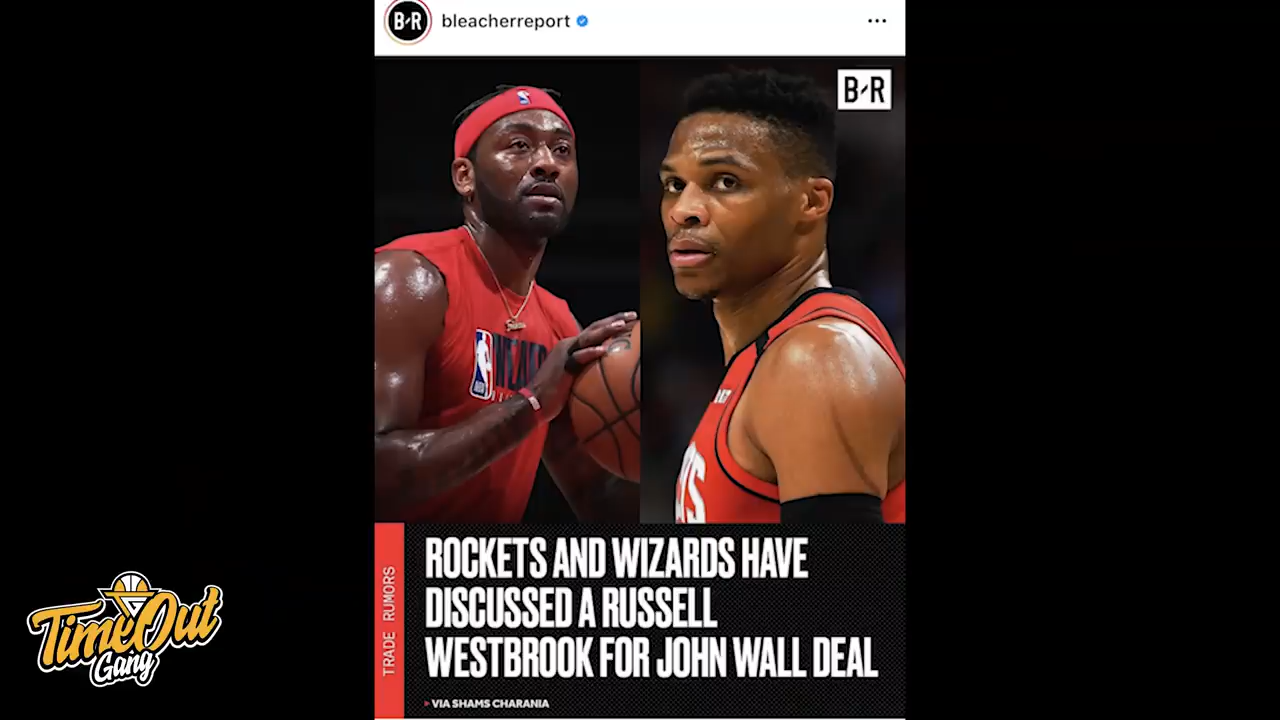 B-R
bleacherreport
B-R
ROCKETS AND WIZARDS HAVE
DISCUSSED A RUSSELL
WESTBROOK FOR JOHN WALL DEAL
TRADE RUMORS
VIA SHAMS CHARANIA
TimeOut
Gang